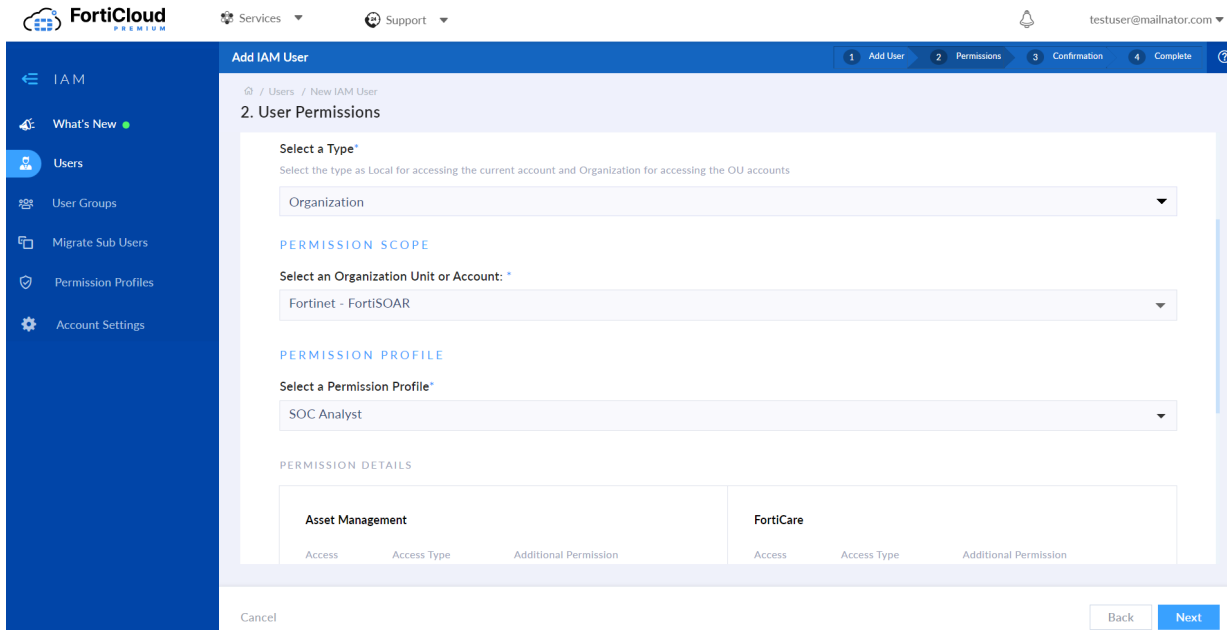 FortiCloud
PREMIUM
Services
Support
testuser@mailnator.com
Add IAM User
1 Add User
2 Permissions
3 Confirmation
4 Complete
IAM
What's New
Users
User Groups
Migrate Sub Users
Permission Profiles
Account Settings
/ Users / New IAM User
2. User Permissions
Select a Type*
Select the type as Local for accessing the current account and Organization for accessing the OU accounts
Organization
PERMISSION SCOPE
Select an Organization Unit or Account: *
Fortinet - FortiSOAR
PERMISSION PROFILE
Select a Permission Profile*
SOC Analyst
PERMISSION DETAILS
Asset Management
Access Access Type Additional Permission
FortiCare
Access Access Type Additional Permission
Cancel
Back
Next